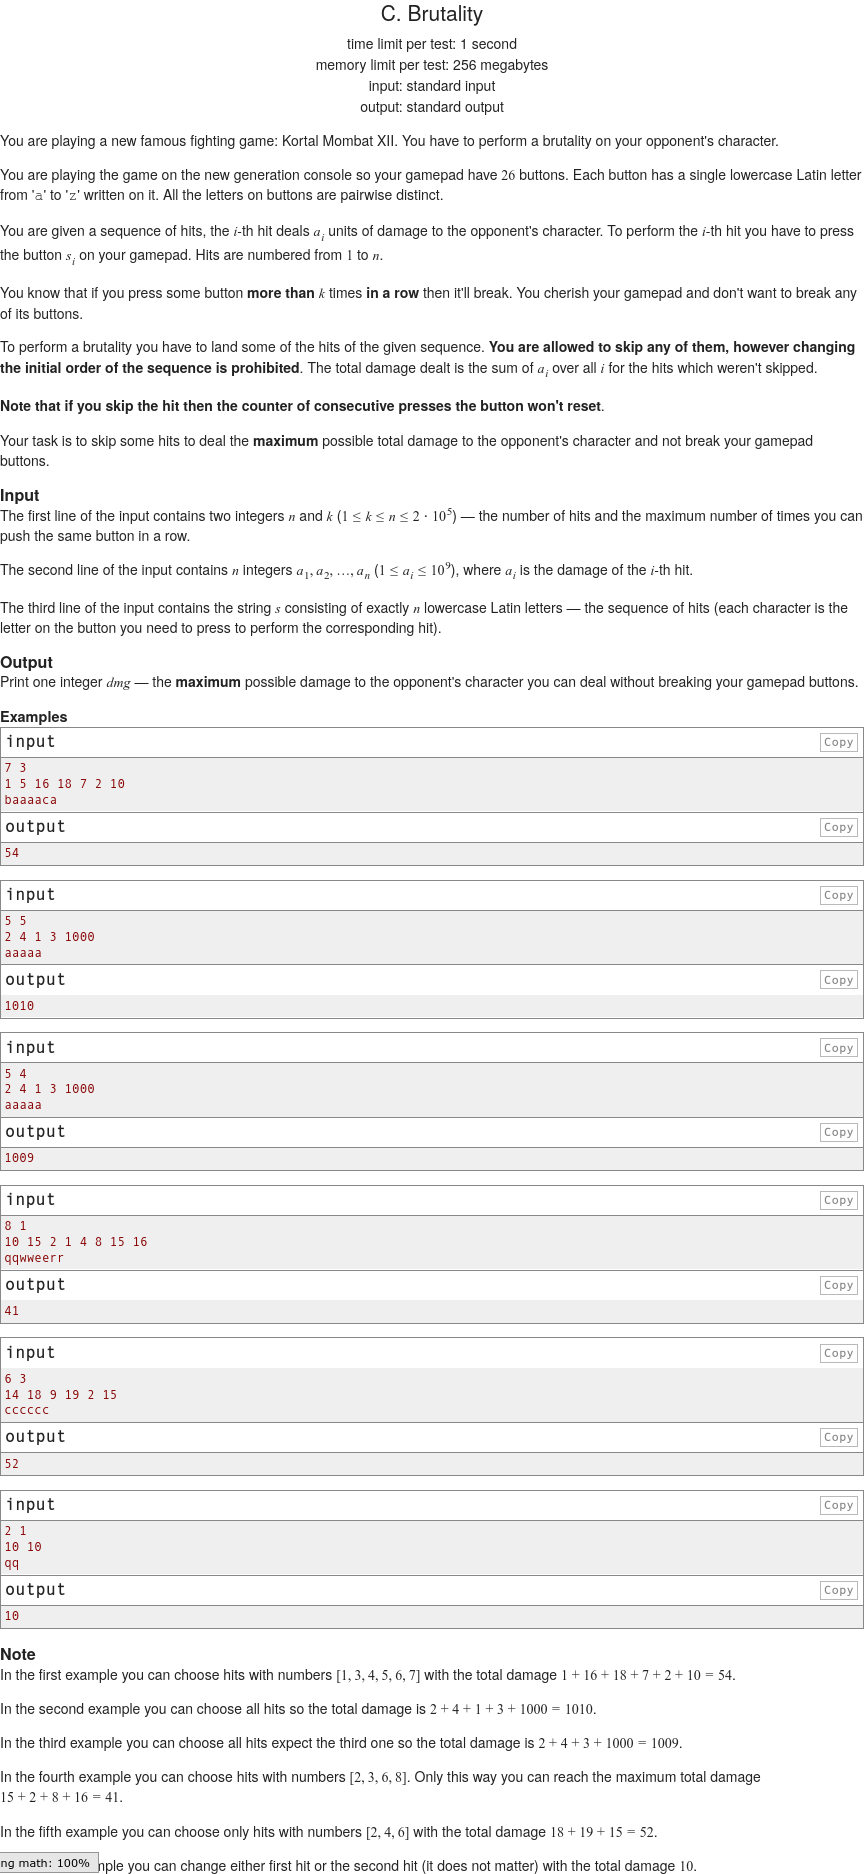 C. Brutality
time limit per test: 1 second
memory limit per test: 256 megabytes
input: standard input
output: standard output
You are playing a new famous fighting game: Kortal Mombat XII. You have to perform a brutality on your opponent's character.
You are playing the game on the new generation console so your gamepad have 26 buttons. Each button has a single lowercase Latin letter
from 'a' to 'z' written on it. All the letters on buttons are pairwise distinct.
You are given a sequence of hits, the i-th hit deals a_i units of damage to the opponent's character. To perform the i-th hit you have to press
the button s_i on your gamepad. Hits are numbered from 1 to n.
You know that if you press some button more than k times in a row then it'll break. You cherish your gamepad and don't want to break any
of its buttons.
To perform a brutality you have to land some of the hits of the given sequence. You are allowed to skip any of them, however changing
the initial order of the sequence is prohibited. The total damage dealt is the sum of a_i over all i for the hits which weren't skipped.
Note that if you skip the hit then the counter of consecutive presses the button won't reset.
Your task is to skip some hits to deal the maximum possible total damage to the opponent's character and not break your gamepad
buttons.
Input
The first line of the input contains two integers n and k (1 ≤ k ≤ n ≤ 2 · 10^5) — the number of hits and the maximum number of times you can
push the same button in a row.
The second line of the input contains n integers a_1, a_2, …, a_n (1 ≤ a_i ≤ 10^9), where a_i is the damage of the i-th hit.
The third line of the input contains the string s consisting of exactly n lowercase Latin letters — the sequence of hits (each character is the
letter on the button you need to press to perform the corresponding hit).
Output
Print one integer dmg — the maximum possible damage to the opponent's character you can deal without breaking your gamepad buttons.
Examples
input Copy
7 3
1 5 16 18 7 2 10
baaaaca
output Copy
54
input Copy
5 5
2 4 1 3 1000
aaaaa
output Copy
1010
input Copy
5 4
2 4 1 3 1000
aaaaa
output Copy
1009
input Copy
8 1
10 15 2 1 4 8 15 16
qqwweerr
output Copy
41
input Copy
6 3
14 18 9 19 2 15
cccccc
output Copy
52
input Copy
2 1
10 10
qq
output Copy
10
Note
In the first example you can choose hits with numbers [1, 3, 4, 5, 6, 7] with the total damage 1 + 16 + 18 + 7 + 2 + 10 = 54.
In the second example you can choose all hits so the total damage is 2 + 4 + 1 + 3 + 1000 = 1010.
In the third example you can choose all hits expect the third one so the total damage is 2 + 4 + 3 + 1000 = 1009.
In the fourth example you can choose hits with numbers [2, 3, 6, 8]. Only this way you can reach the maximum total damage
15 + 2 + 8 + 16 = 41.
In the fifth example you can choose only hits with numbers [2, 4, 6] with the total damage 18 + 19 + 15 = 52.
ng math: 100% mple you can change either first hit or the second hit (it does not matter) with the total damage 10.